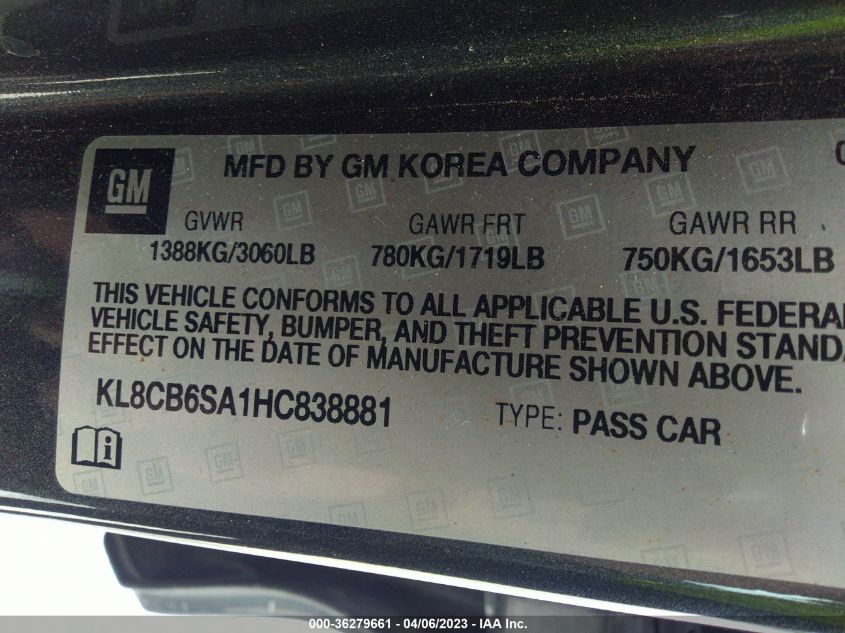 GM
MFD BY GM KOREA COMPANY
GVWR GAWR FRT GAWR RR
1388KG/3060LB 780KG/1719LB 750KG/1653LB
THIS VEHICLE CONFORMS TO ALL APPLICABLE U.S. FEDERAL
VEHICLE SAFETY, BUMPER, AND THEFT PREVENTION STANDA
EFFECT ON THE DATE OF MANUFACTURE SHOWN ABOVE.
KL8CB6SA1HC838881 TYPE: PASS CAR
000-36279661 - 04/06/2023 - IAA Inc.